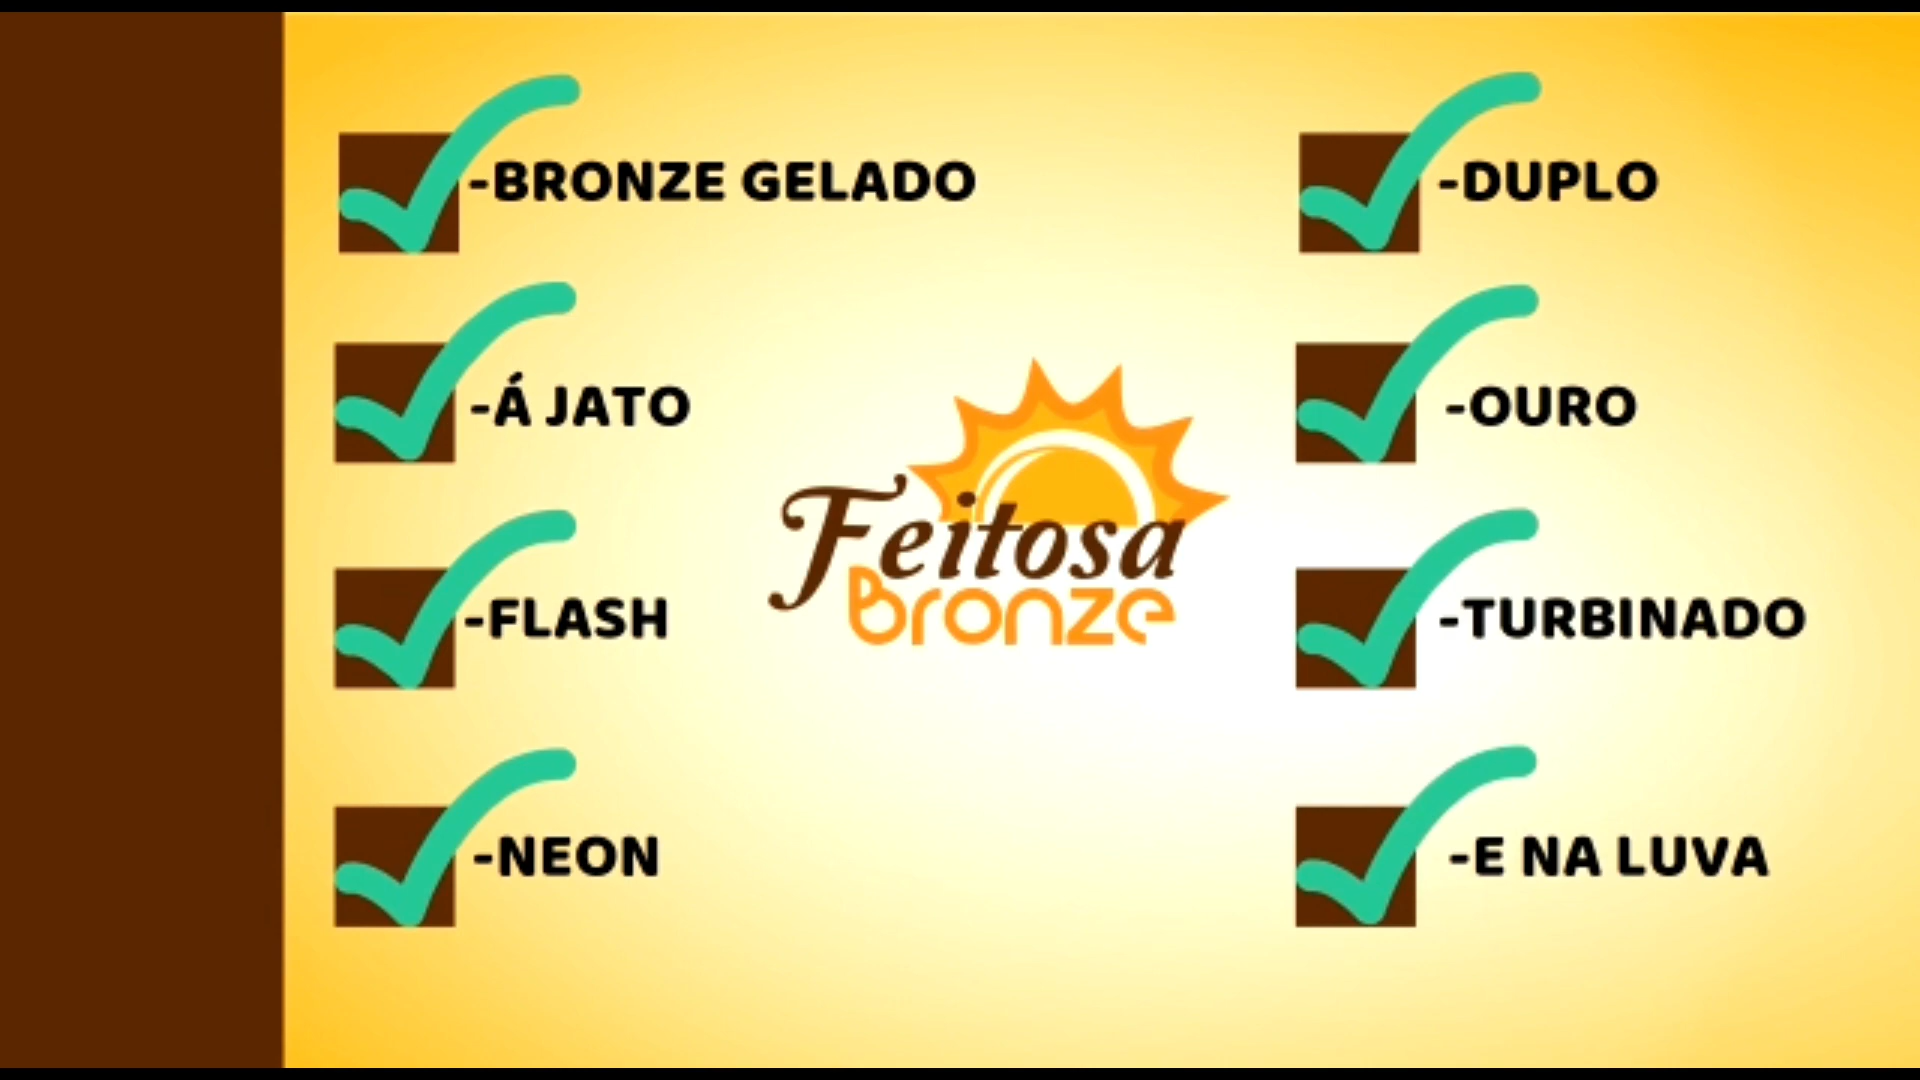 -BRONZE GELADO
-Á JATO
-FLASH
-NEON
Feitosa
Bronze
-DUPLO
-OURO
-TURBINADO
-E NA LUVA